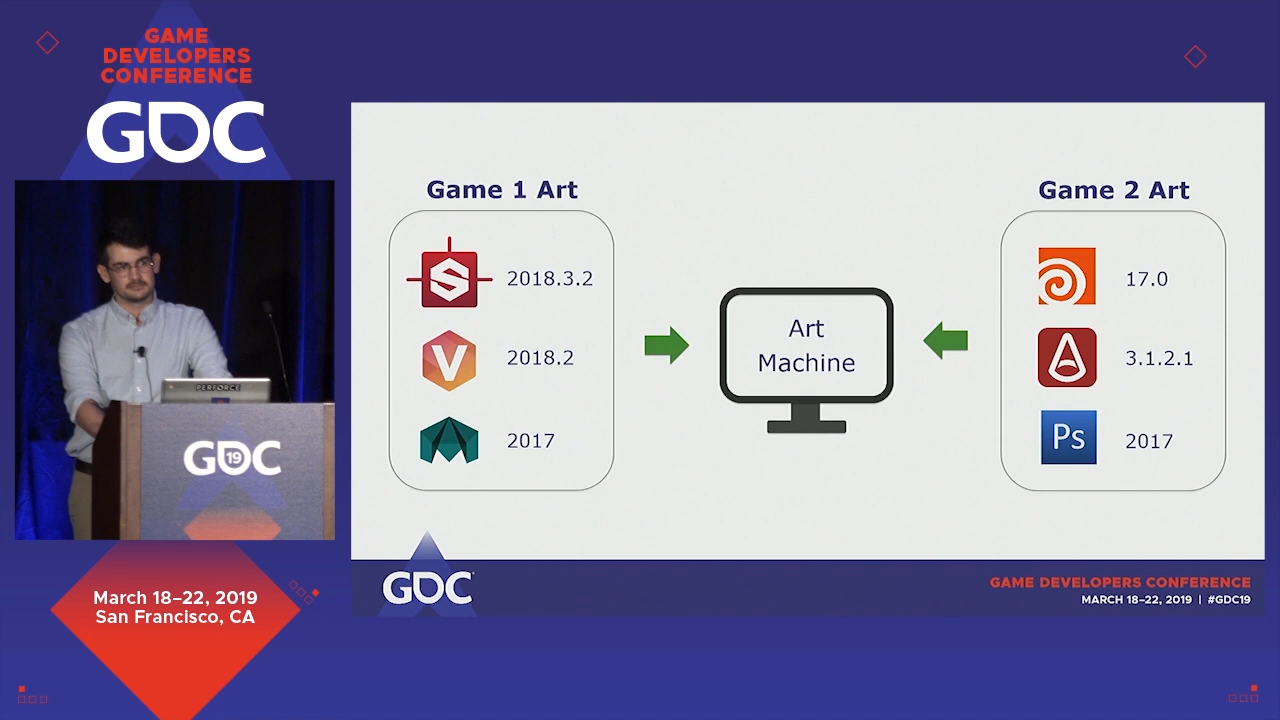 GAME
DEVELOPERS
CONFERENCE
GDC
PERFORCE
GDC
19
March 18–22, 2019
San Francisco, CA
Game 1 Art
2018.3.2
V
2018.2
2017
Art
Machine
Game 2 Art
17.0
3.1.2.1
Ps
2017
GDC
GAME DEVELOPERS CONFERENCE
MARCH 18–22, 2019 | #GDC19